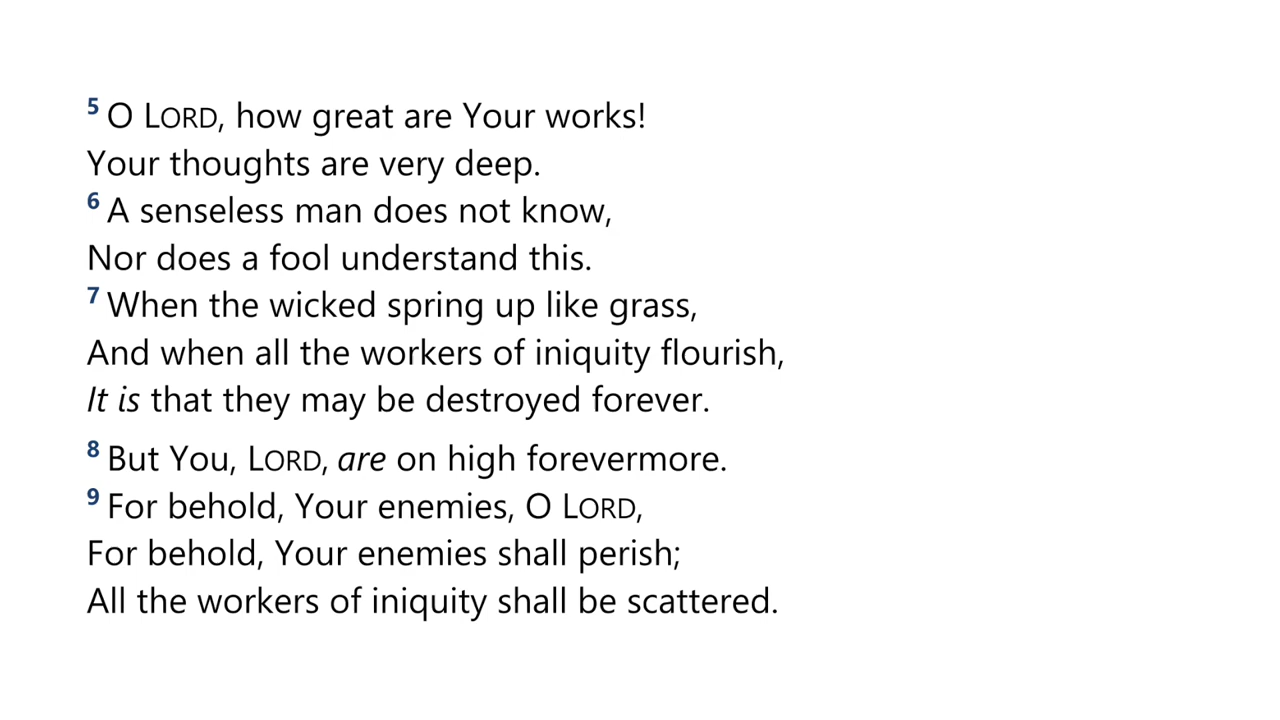 5 O LORD, how great are Your works!
Your thoughts are very deep.
6 A senseless man does not know,
Nor does a fool understand this.
7 When the wicked spring up like grass,
And when all the workers of iniquity flourish,
It is that they may be destroyed forever.
8 But You, LORD, are on high forevermore.
9 For behold, Your enemies, O LORD,
For behold, Your enemies shall perish;
All the workers of iniquity shall be scattered.